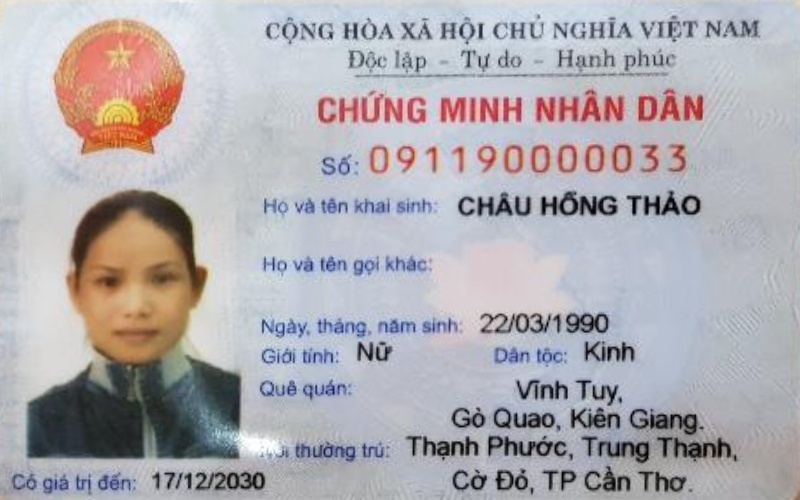 CỘNG HÒA XÃ HỘI CHỦ NGHĨA VIỆT NAM
Độc lập - Tự do - Hạnh phúc
CHỨNG MINH NHÂN DÂN
Số: 091190000033
Họ và tên khai sinh: CHÂU HỒNG THẢO
Họ và tên gọi khác:
Ngày, tháng, năm sinh: 22/03/1990
Giới tính: Nữ Dân tộc: Kinh
Quê quán: Vĩnh Tuy,
Gò Quao, Kiên Giang.
thường trú: Thạnh Phước, Trung Thạnh,
Cờ Đỏ, TP Cần Thơ.
Có giá trị đến: 17/12/2030